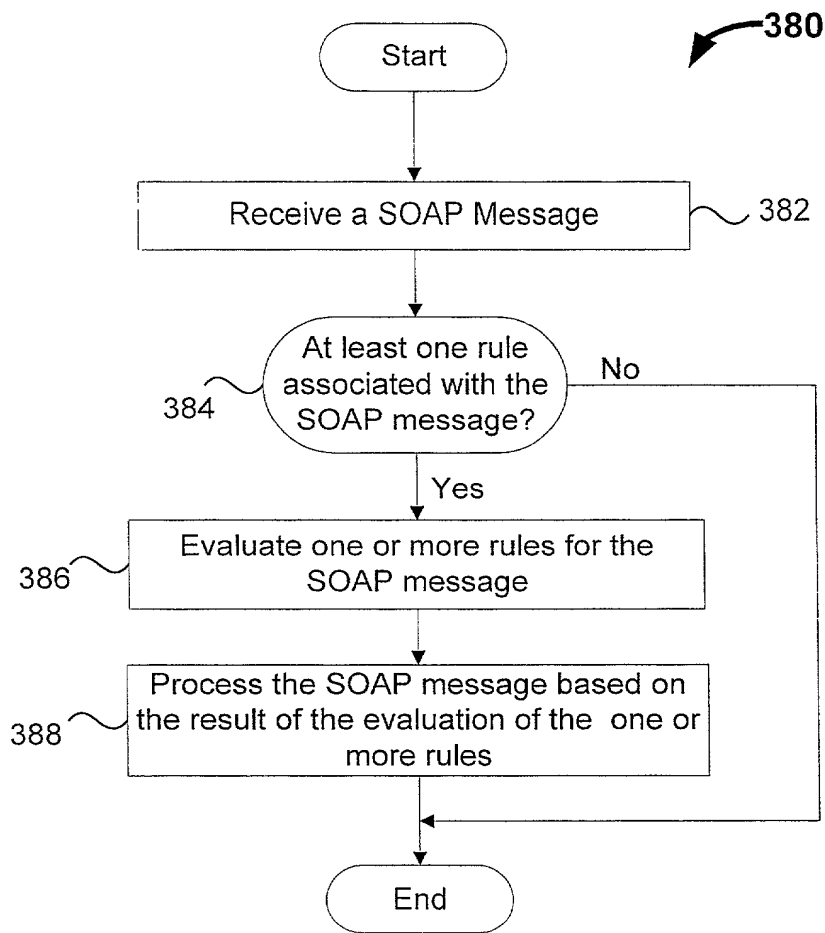 380
Start
Receive a SOAP Message
382
At least one rule
associated with the
SOAP message?
No
384
Yes
Evaluate one or more rules for the
SOAP message
386
Process the SOAP message based on
the result of the evaluation of the one or
more rules
388
End